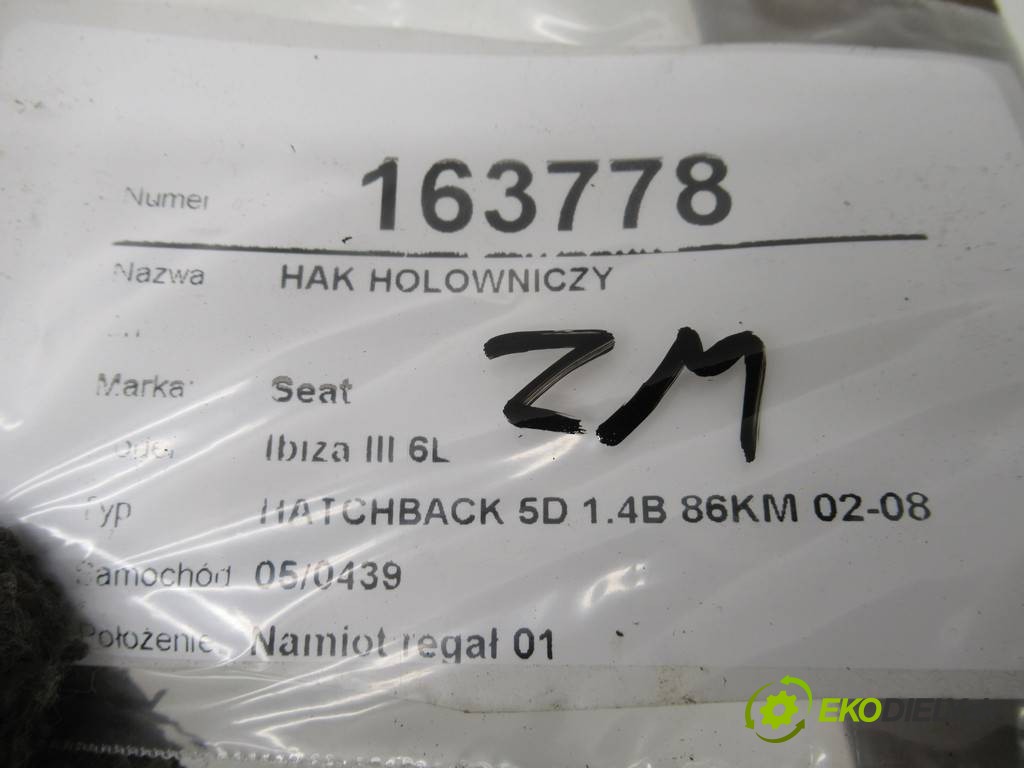 Numer 163778
Nazwa HAK HOLOWNICZY
ZM
Marka: Seat
Ibiza III 6L
Typ HATCHBACK 5D 1.4B 86KM 02-08
Samochód 05/0439
Położenie: Namiot regał 01